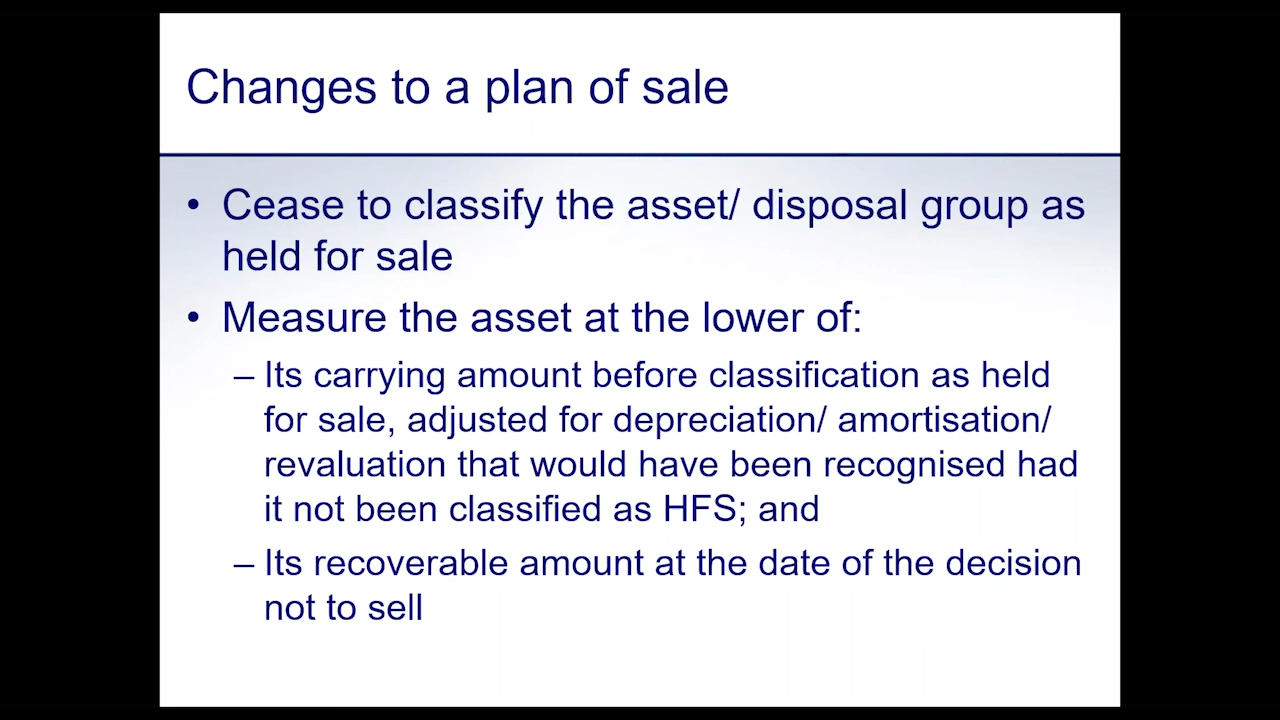 Changes to a plan of sale
• Cease to classify the asset/ disposal group as
held for sale
• Measure the asset at the lower of:
– Its carrying amount before classification as held
for sale, adjusted for depreciation/ amortisation/
revaluation that would have been recognised had
it not been classified as HFS; and
– Its recoverable amount at the date of the decision
not to sell